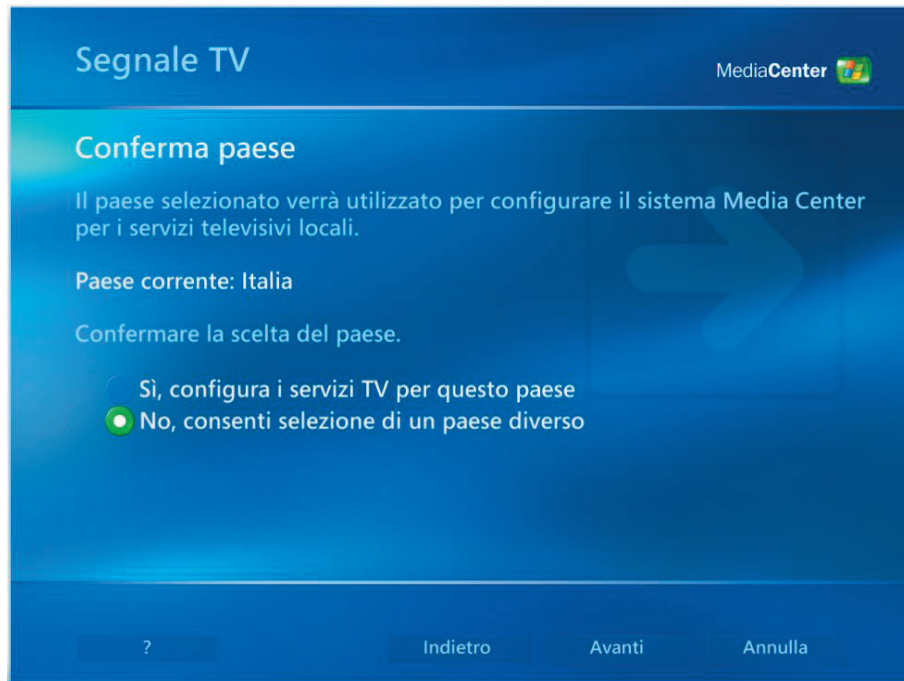 Segnale TV
MediaCenter
Conferma paese
Il paese selezionato verrà utilizzato per configurare il sistema Media Center
per i servizi televisivi locali.
Paese corrente: Italia
Confermare la scelta del paese.
Sì, configura i servizi TV per questo paese
No, consenti selezione di un paese diverso
? Indietro Avanti Annulla